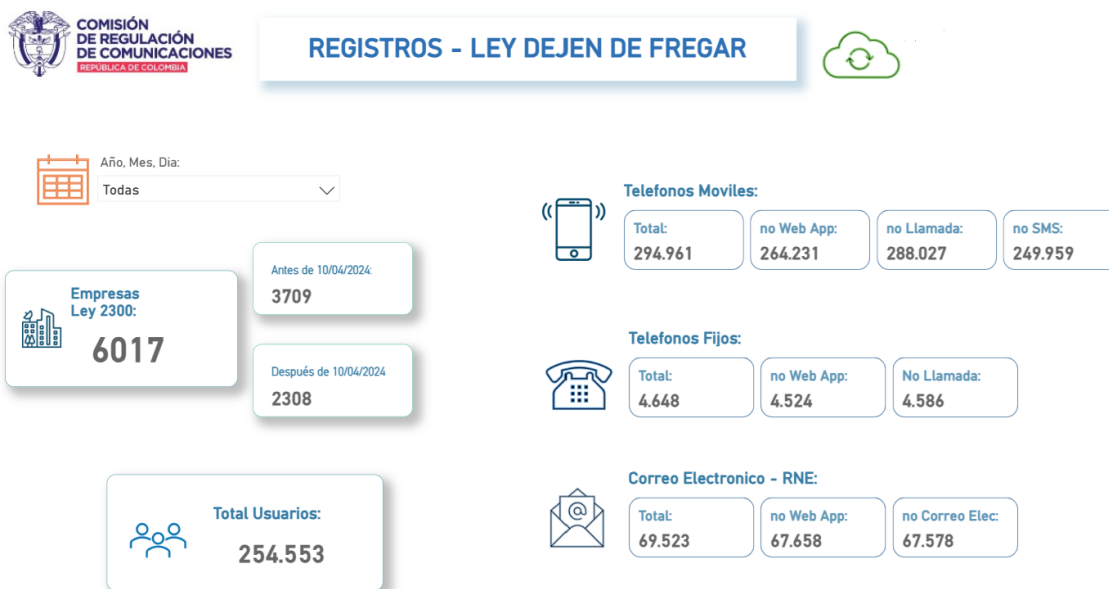 COMISIÓN
DE REGULACIÓN
DE COMUNICACIONES
REPÚBLICA DE COLOMBIA
REGISTROS - LEY DEJEN DE FREGAR
Año, Mes, Dia:
Todas
Empresas
Ley 2300:
6017
Antes de 10/04/2024:
3709
Después de 10/04/2024
2308
Total Usuarios:
254.553
Telefonos Moviles:
Total: no Web App: no Llamada: no SMS:
294.961 264.231 288.027 249.959
Telefonos Fijos:
Total: no Web App: No Llamada:
4.648 4.524 4.586
Correo Electronico - RNE:
Total: no Web App: no Correo Elec:
69.523 67.658 67.578